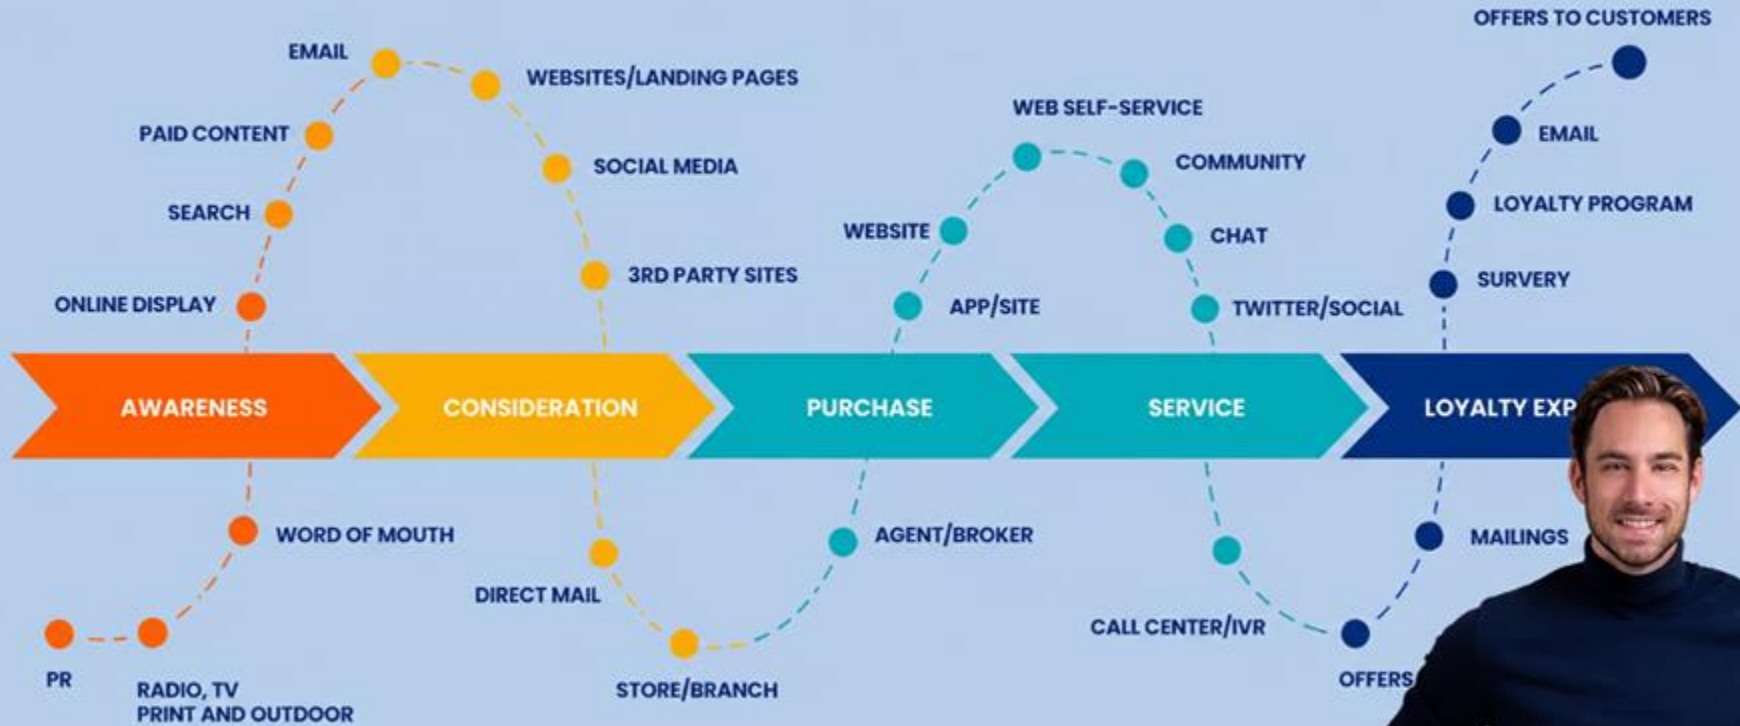 OFFERS TO CUSTOMERS
EMAIL
WEBSITES/LANDING PAGES
WEB SELF-SERVICE
PAID CONTENT
EMAIL
SOCIAL MEDIA
COMMUNITY
SEARCH
LOYALTY PROGRAM
WEBSITE
CHAT
3RD PARTY SITES
SURVERY
ONLINE DISPLAY
APP/SITE
TWITTER/SOCIAL
AWARENESS
CONSIDERATION
PURCHASE
SERVICE
LOYALTY EXP
WORD OF MOUTH
AGENT/BROKER
MAILINGS
DIRECT MAIL
CALL CENTER/IVR
PR
OFFERS
RADIO, TV
PRINT AND OUTDOOR
STORE/BRANCH